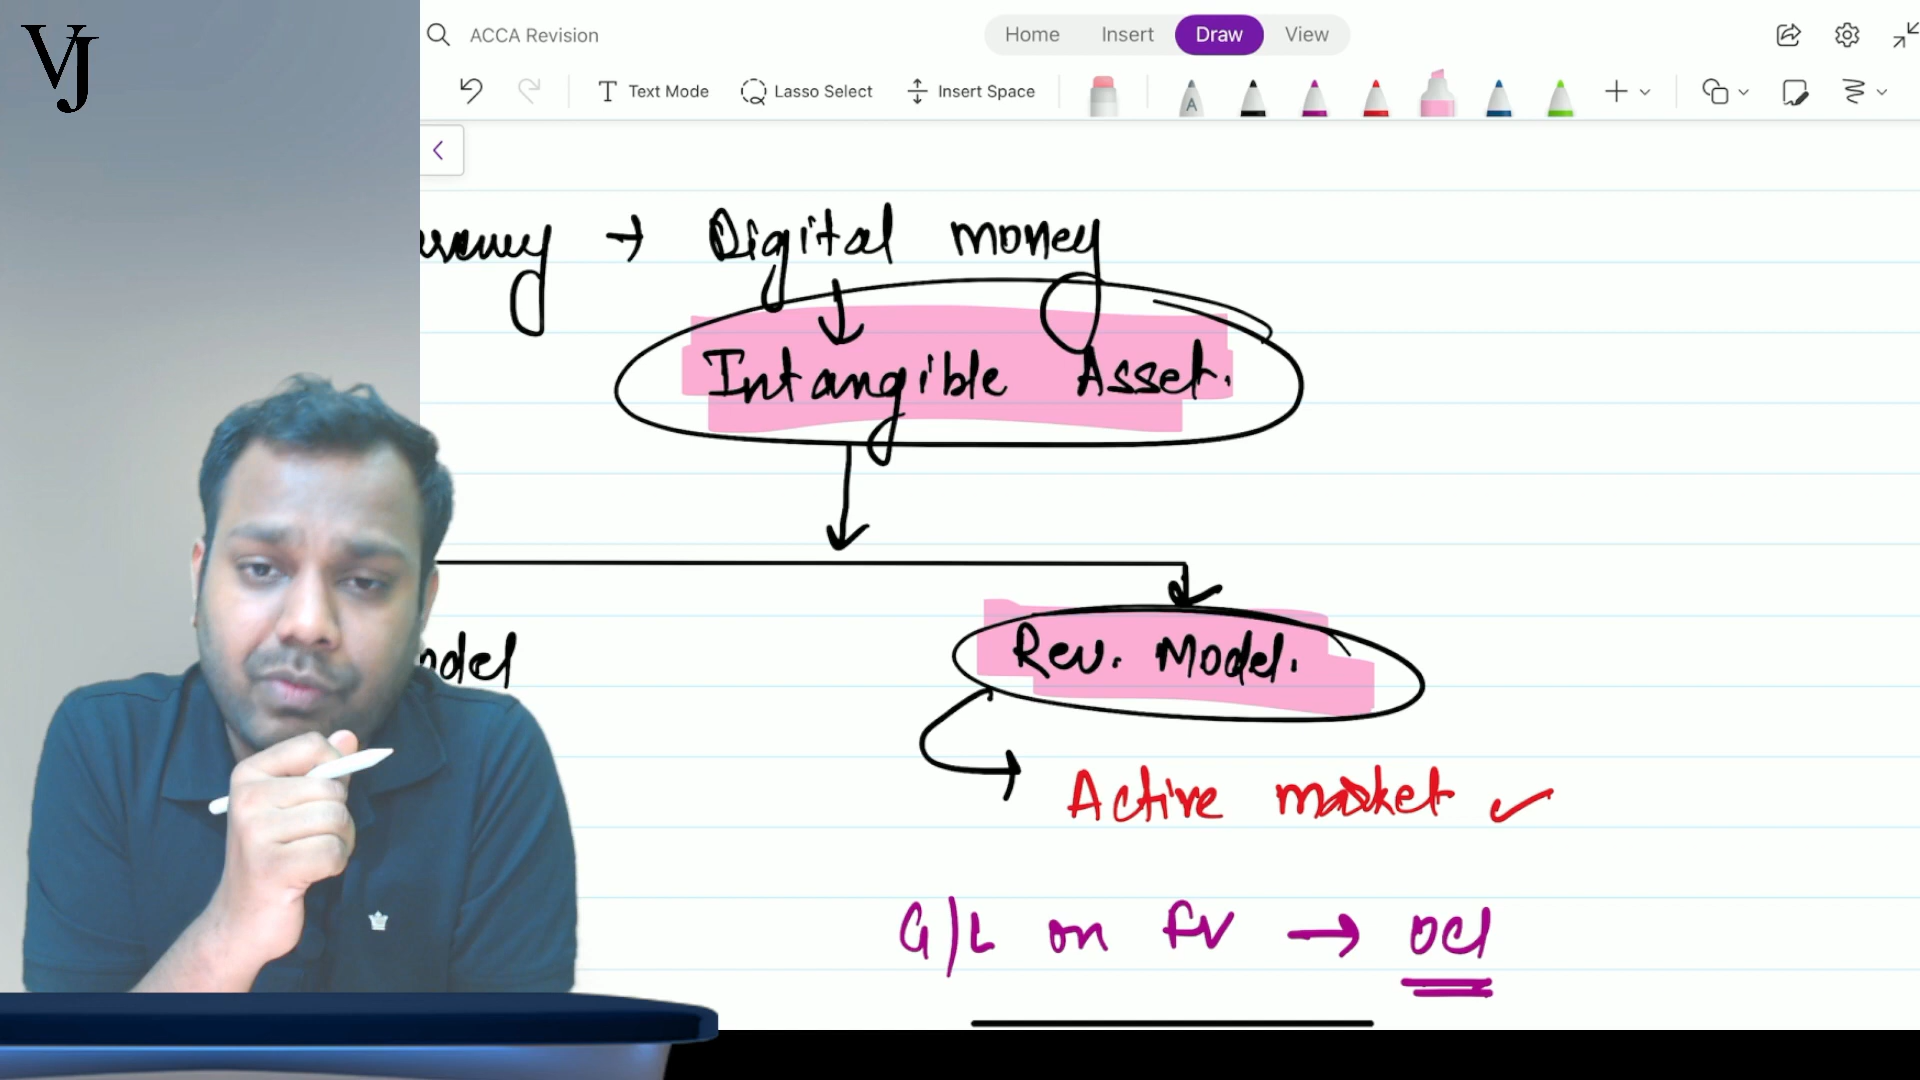 VJ
ACCA Revision
Home Insert Draw View
Text Mode Lasso Select Insert Space
A
→ Digital money
Intangible Asset.
Rev. Model.
Active market ✓
G/L on FV → OCI